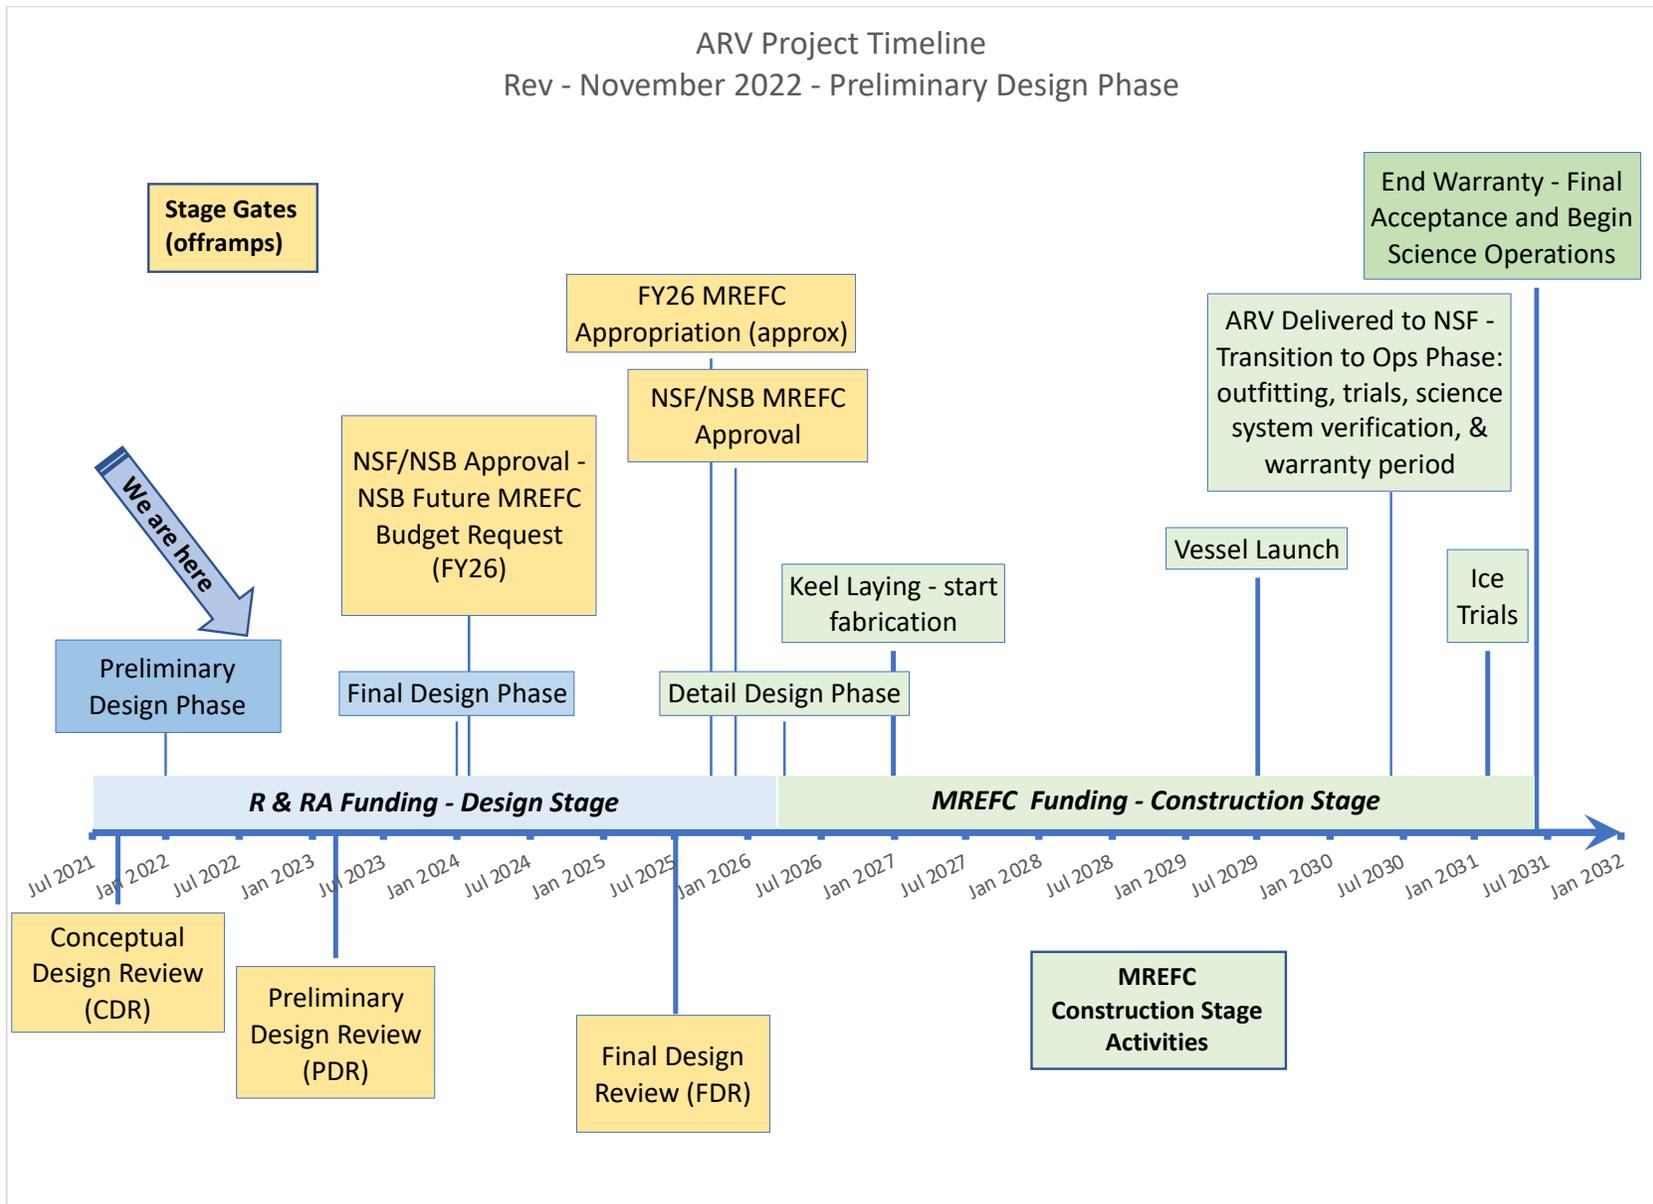 ARV Project Timeline
Rev - November 2022 - Preliminary Design Phase
Stage Gates
(offramps)
End Warranty - Final
Acceptance and Begin
Science Operations
FY26 MREFC
Appropriation (approx)
ARV Delivered to NSF -
Transition to Ops Phase:
outfitting, trials, science
system verification, &
warranty period
NSF/NSB MREFC
Approval
NSF/NSB Approval -
NSB Future MREFC
Budget Request
(FY26)
We are here
Vessel Launch
Ice
Trials
Keel Laying - start
fabrication
Preliminary
Design Phase
Final Design Phase
Detail Design Phase
R & RA Funding - Design Stage
MREFC Funding - Construction Stage
Jul 2021
Jan 2022
Jul 2022
Jan 2023
Jul 2023
Jan 2024
Jul 2024
Jan 2025
Jul 2025
Jan 2026
Jul 2026
Jan 2027
Jul 2027
Jan 2028
Jul 2028
Jan 2029
Jul 2029
Jan 2030
Jul 2030
Jan 2031
Jul 2031
Jan 2032
Conceptual
Design Review
(CDR)
Preliminary
Design Review
(PDR)
Final Design
Review (FDR)
MREFC
Construction Stage
Activities